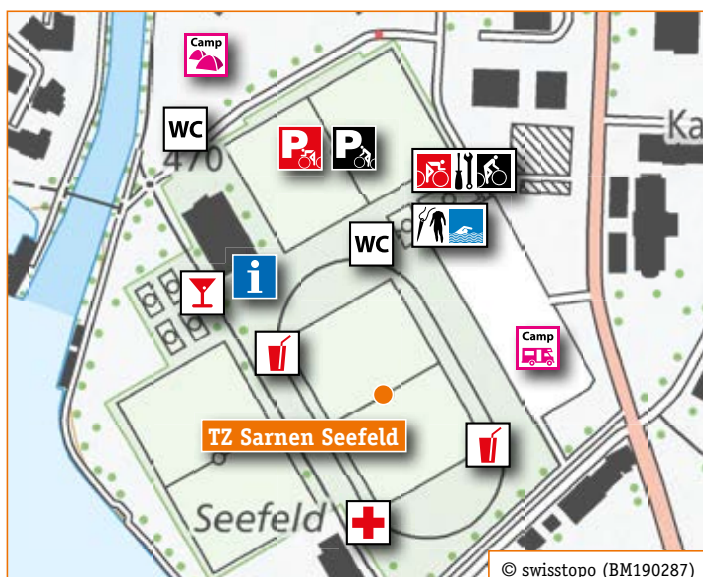 Camp
WC
470
P
P
Ka
WC
i
Camp
TZ Sarnen Seefeld
Seefeld
© swisstopo (BM190287)